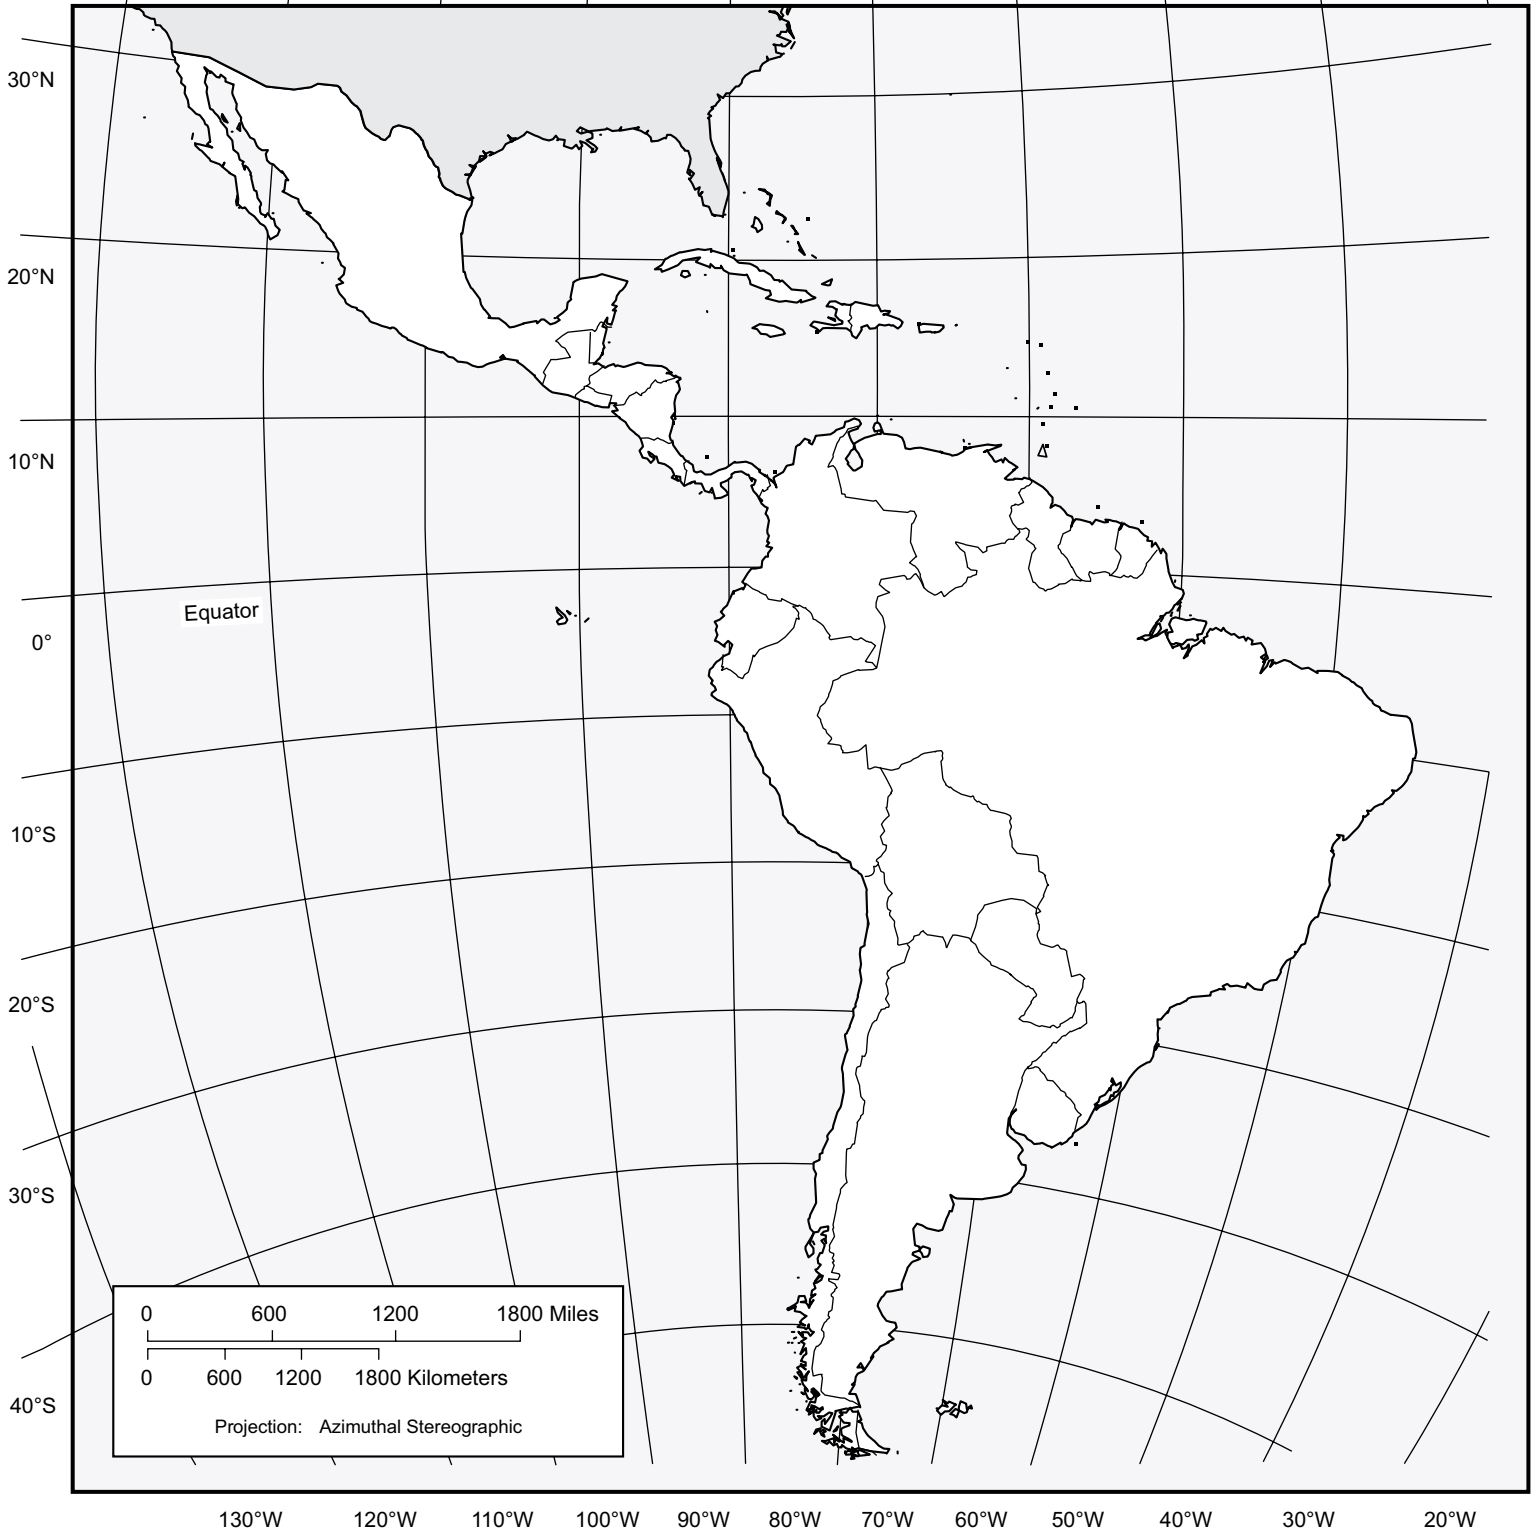 30°N
20°N
10°N
Equator
0°
10°S
20°S
30°S
40°S
0 600 1200 1800 Miles
0 600 1200 1800 Kilometers
Projection: Azimuthal Stereographic
130°W 120°W 110°W 100°W 90°W 80°W 70°W 60°W 50°W 40°W 30°W 20°W